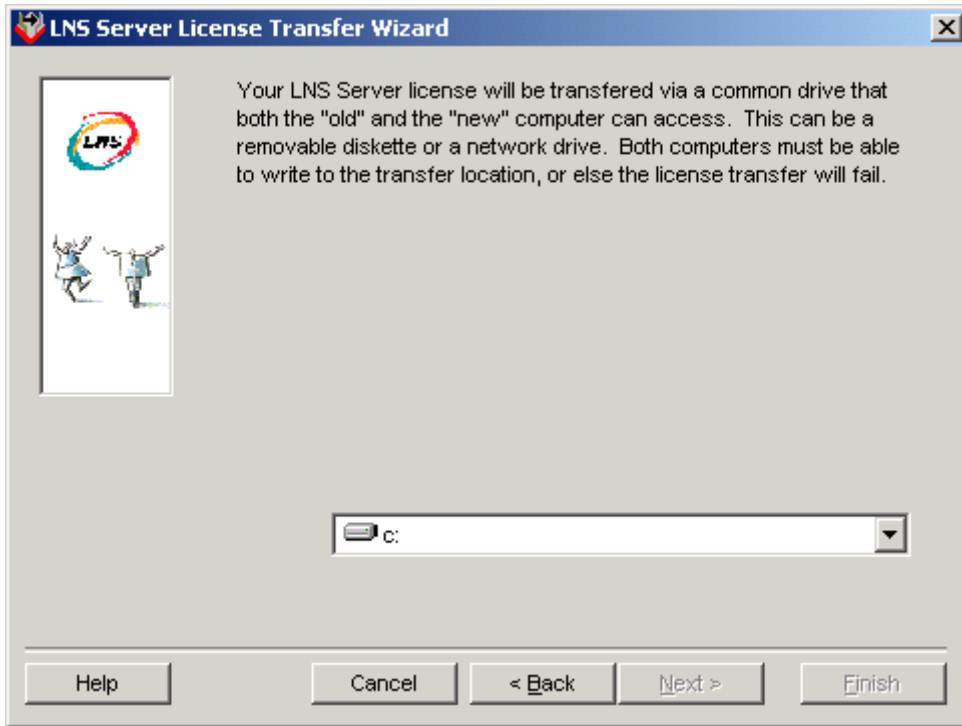 LNS Server License Transfer Wizard
LNS
Your LNS Server license will be transfered via a common drive that
both the "old" and the "new" computer can access.  This can be a
removable diskette or a network drive.  Both computers must be able
to write to the transfer location, or else the license transfer will fail.
c:
Help Cancel < Back Next > Finish